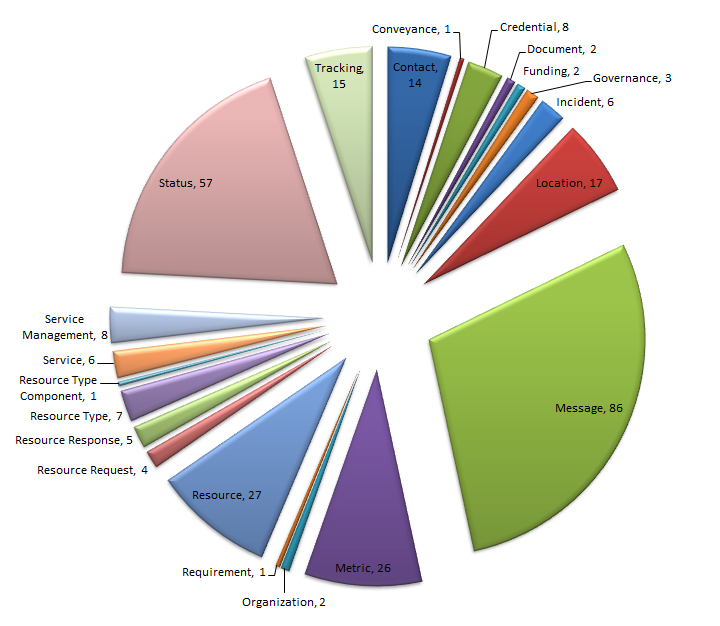 Conveyance, 1
Credential, 8
Document, 2
Funding, 2
Governance, 3
Incident, 6
Tracking,
15
Contact,
14
Location, 17
Status, 57
Message, 86
Service
Management, 8
Service, 6
Resource Type
Component, 1
Resource Type, 7
Resource Response, 5
Resource Request, 4
Resource, 27
Metric, 26
Requirement, 1
Organization, 2